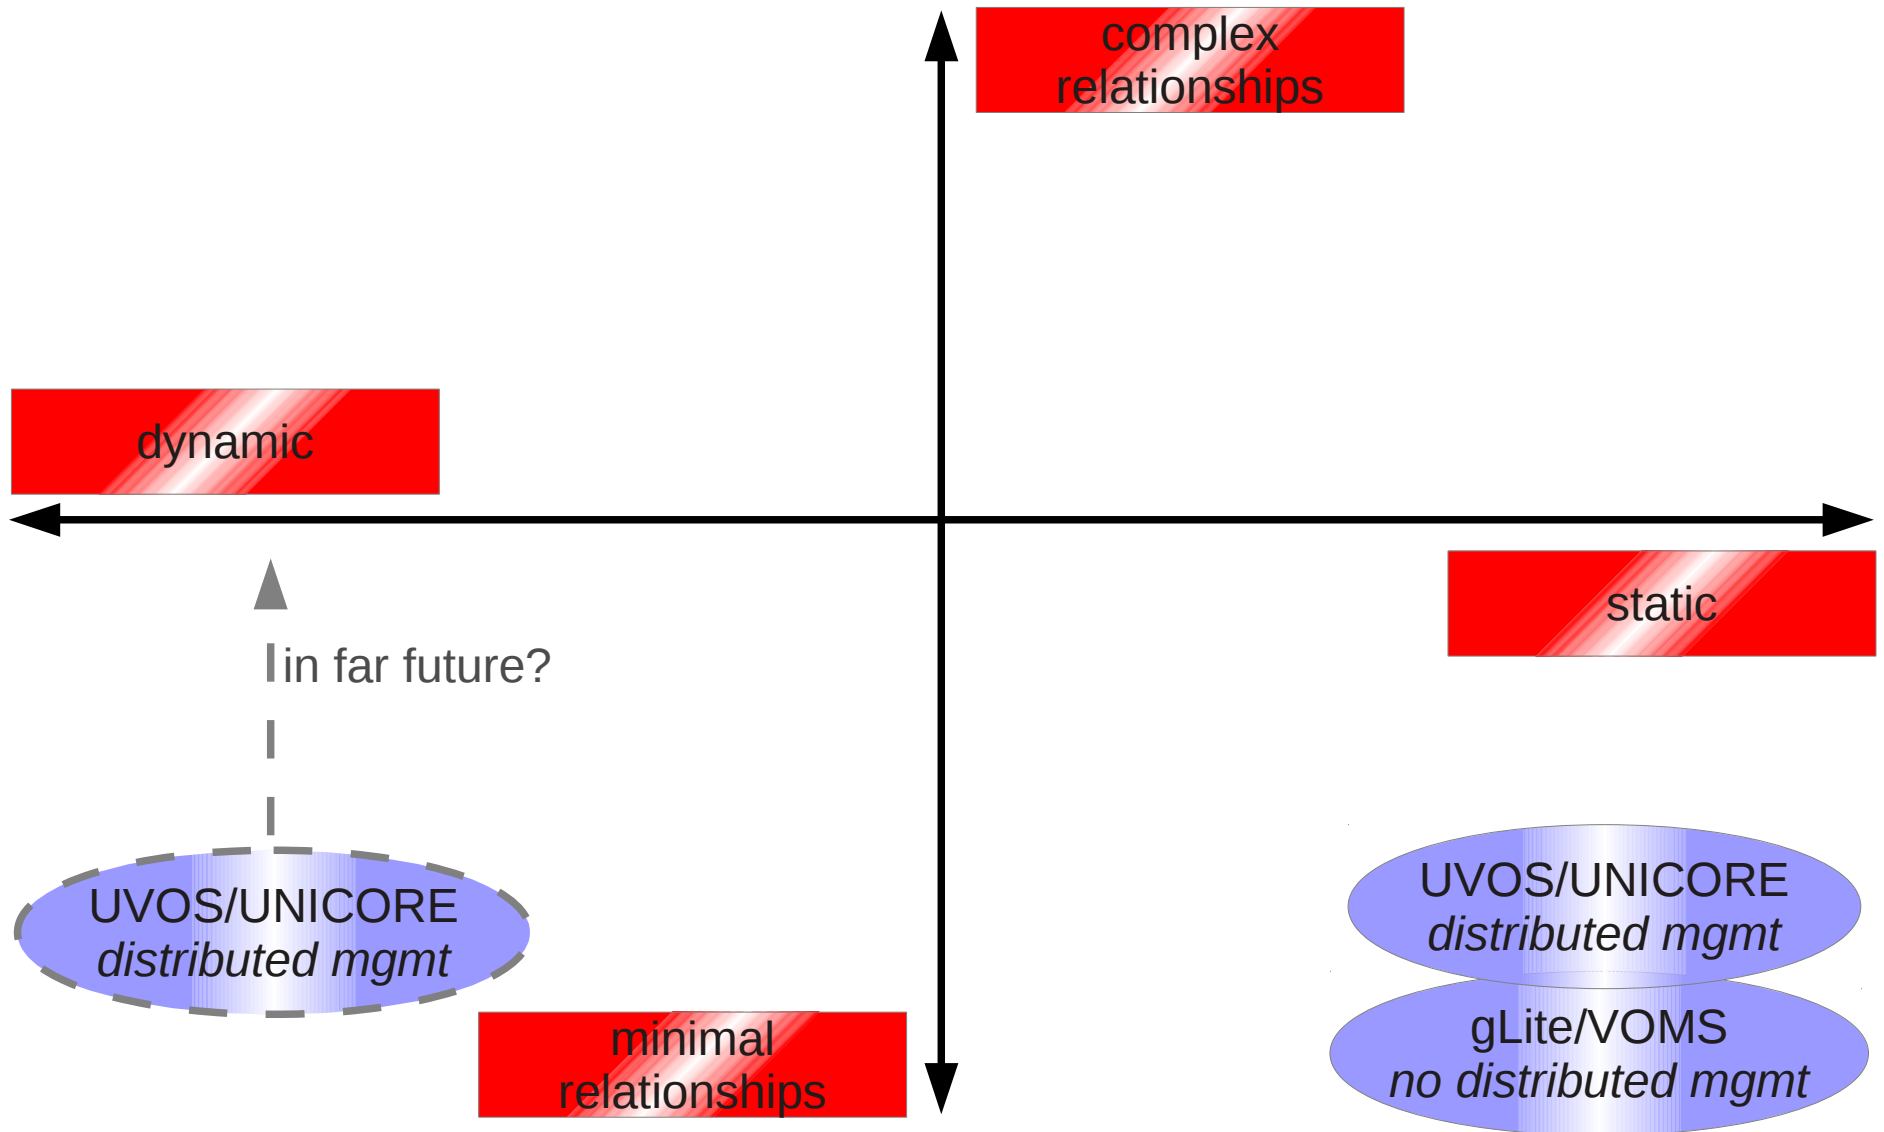 complex
relationships
dynamic
static
in far future?
UVOS/UNICORE
distributed mgmt
UVOS/UNICORE
distributed mgmt
gLite/VOMS
no distributed mgmt
minimal
relationships